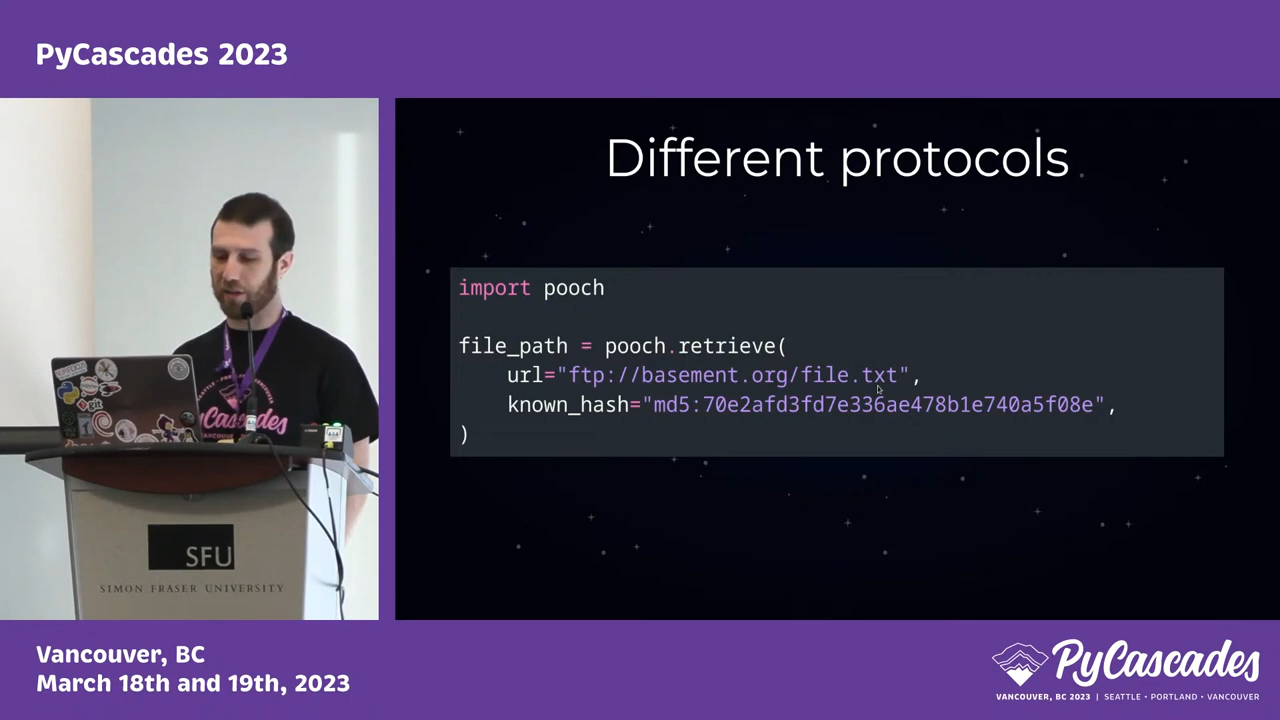 PyCascades 2023
Different protocols
import pooch
file_path = pooch.retrieve(
url="ftp://basement.org/file.txt",
known_hash="md5:70e2afd3fd7e336ae478b1e740a5f08e",
)
git
SFU
SIMON FRASER UNIVERSITY
Vancouver, BC
March 18th and 19th, 2023
PyCascades
VANCOUVER, BC 2023 | SEATTLE • PORTLAND • VANCOUVER